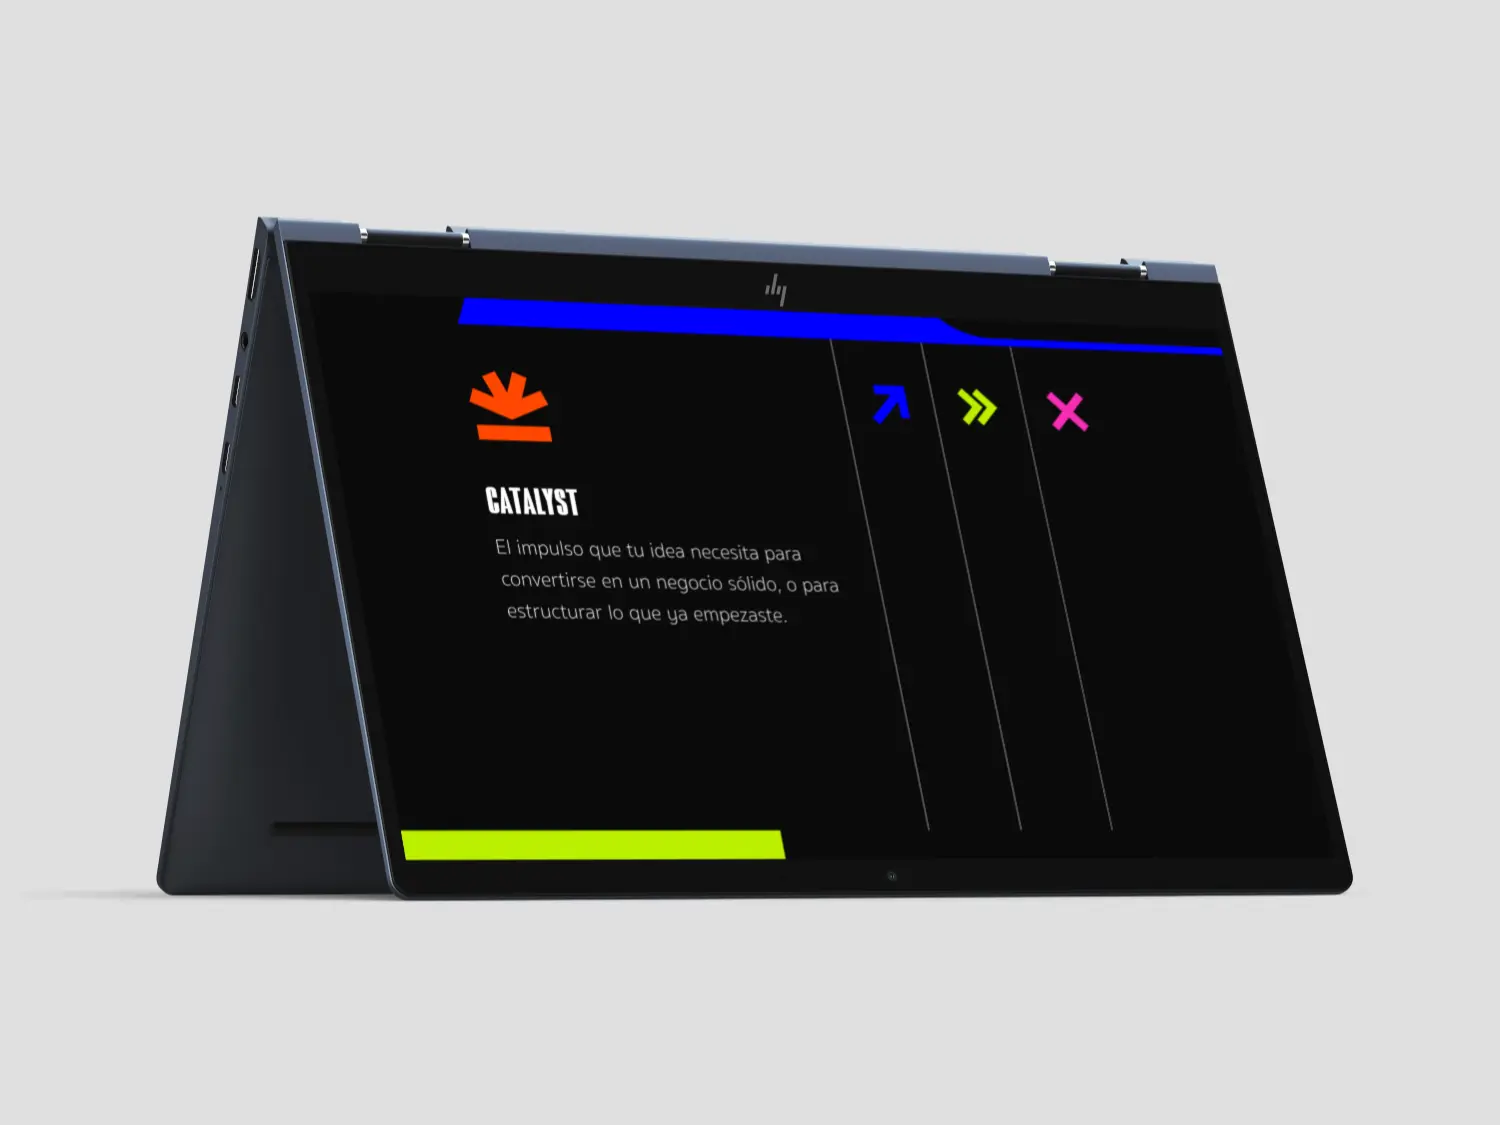 hp
CATALYST
El impulso que tu idea necesita para
convertirse en un negocio sólido, o para
estructurar lo que ya empezaste.